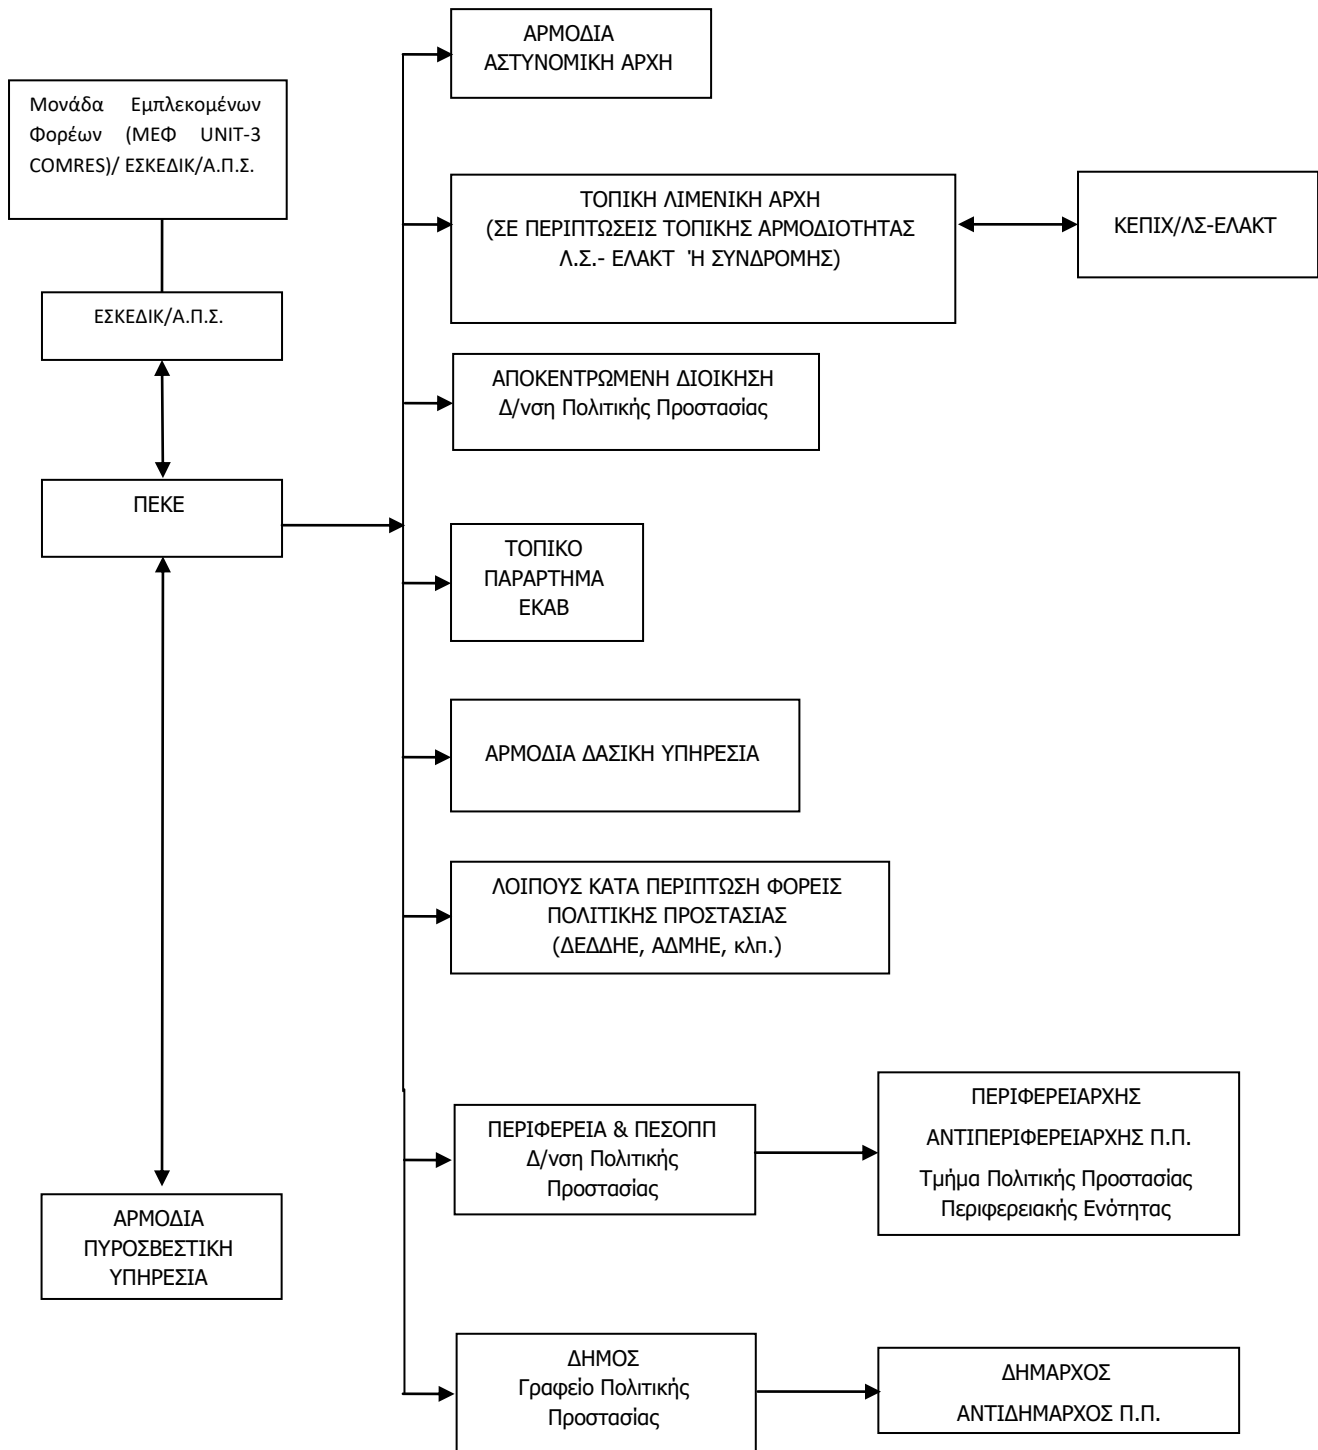 ΑΡΜΟΔΙΑ
ΑΣΤΥΝΟΜΙΚΗ ΑΡΧΗ
Μονάδα Εμπλεκομένων
Φορέων (ΜΕΦ UNIT-3
COMRES)/ ΕΣΚΕΔΙΚ/Α.Π.Σ.
ΤΟΠΙΚΗ ΛΙΜΕΝΙΚΗ ΑΡΧΗ
(ΣΕ ΠΕΡΙΠΤΩΣΕΙΣ ΤΟΠΙΚΗΣ ΑΡΜΟΔΙΟΤΗΤΑΣ
Λ.Σ.- ΕΛΑΚΤ Ή ΣΥΝΔΡΟΜΗΣ)
ΚΕΠΙΧ/ΛΣ-ΕΛΑΚΤ
ΕΣΚΕΔΙΚ/Α.Π.Σ.
ΑΠΟΚΕΝΤΡΩΜΕΝΗ ΔΙΟΙΚΗΣΗ
Δ/νση Πολιτικής Προστασίας
ΠΕΚΕ
ΤΟΠΙΚΟ
ΠΑΡΑΡΤΗΜΑ
ΕΚΑΒ
ΑΡΜΟΔΙΑ ΔΑΣΙΚΗ ΥΠΗΡΕΣΙΑ
ΛΟΙΠΟΥΣ ΚΑΤΑ ΠΕΡΙΠΤΩΣΗ ΦΟΡΕΙΣ
ΠΟΛΙΤΙΚΗΣ ΠΡΟΣΤΑΣΙΑΣ
(ΔΕΔΔΗΕ, ΑΔΜΗΕ, κλπ.)
ΠΕΡΙΦΕΡΕΙΑ & ΠΕΣΟΠΠ
Δ/νση Πολιτικής
Προστασίας
ΠΕΡΙΦΕΡΕΙΑΡΧΗΣ
ΑΝΤΙΠΕΡΙΦΕΡΕΙΑΡΧΗΣ Π.Π.
Τμήμα Πολιτικής Προστασίας
Περιφερειακής Ενότητας
ΑΡΜΟΔΙΑ
ΠΥΡΟΣΒΕΣΤΙΚΗ
ΥΠΗΡΕΣΙΑ
ΔΗΜΟΣ
Γραφείο Πολιτικής
Προστασίας
ΔΗΜΑΡΧΟΣ
ΑΝΤΙΔΗΜΑΡΧΟΣ Π.Π.